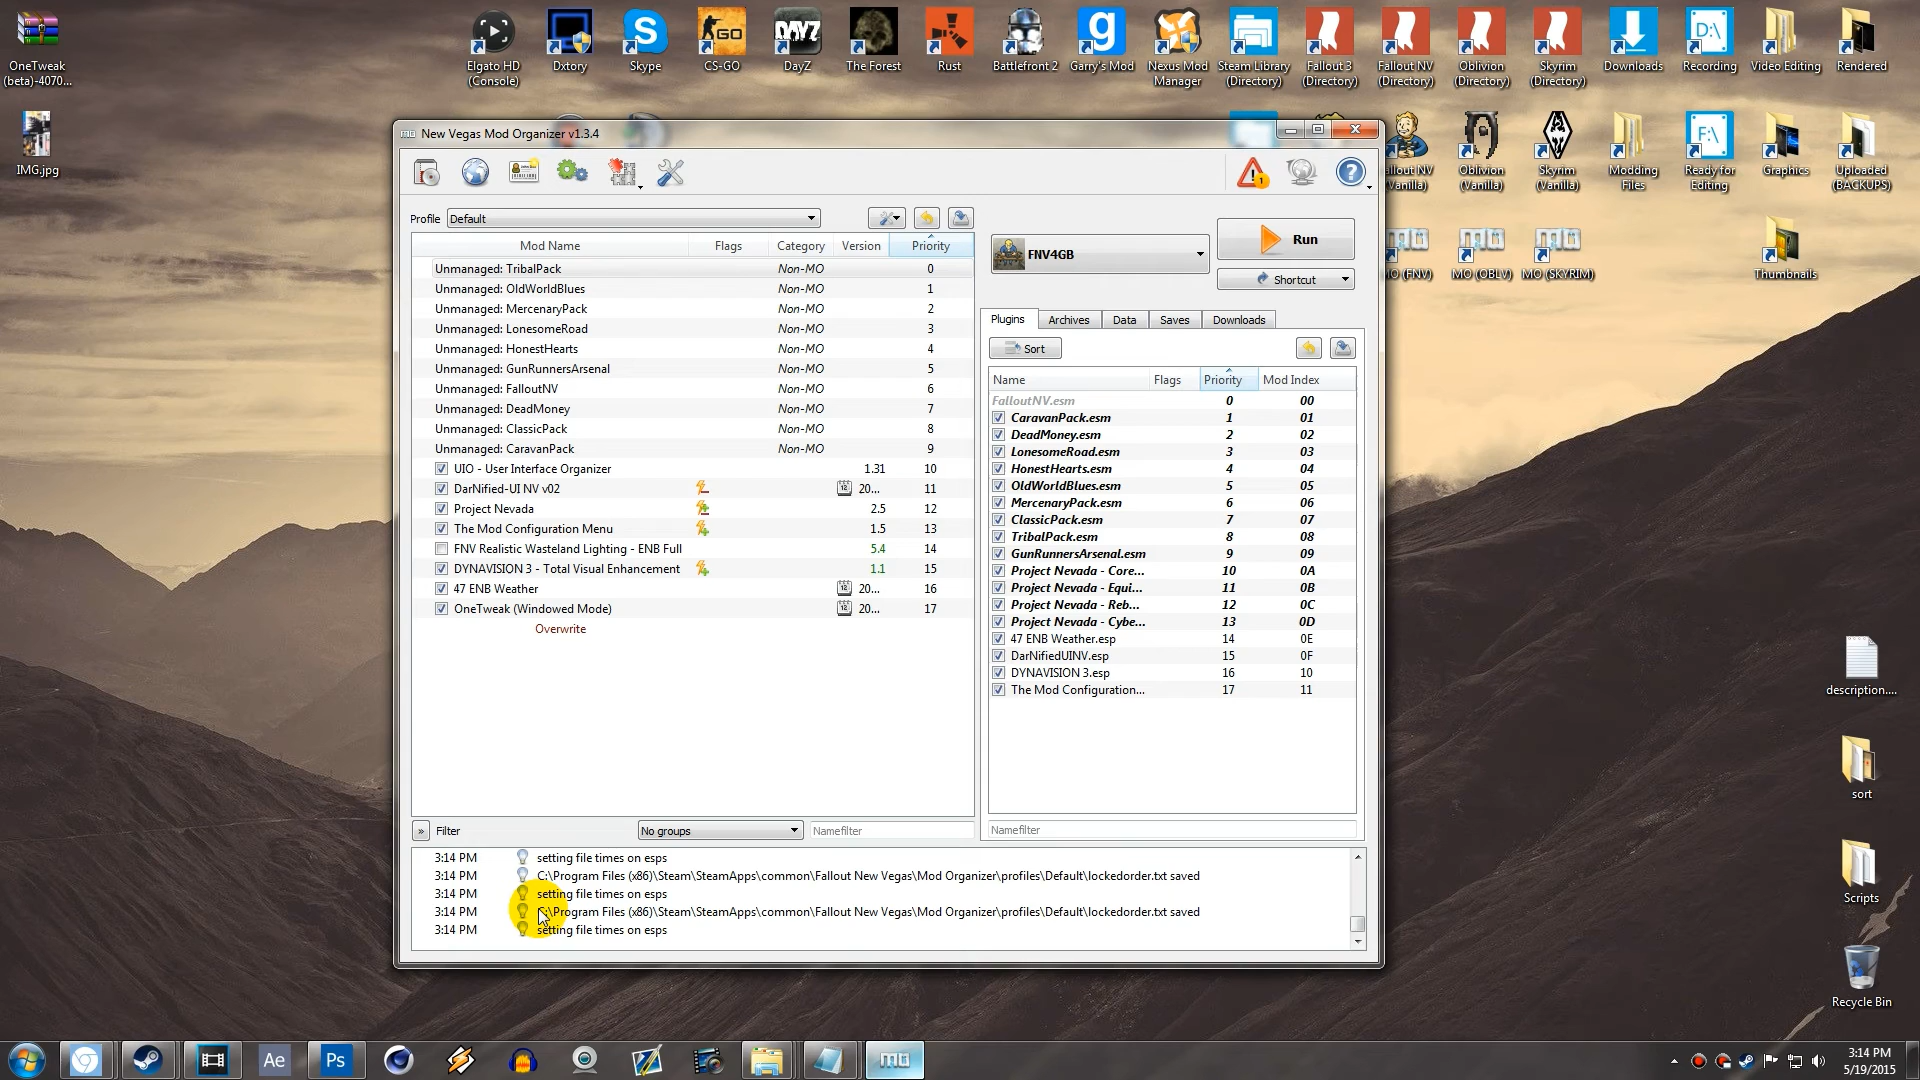 OneTweak
(beta)-4070...
Elgato HD
(Console)
Dxtory
Skype
CS-GO
DayZ
The Forest
Rust
Battlefront 2
Garry's Mod
Nexus Mod
Manager
Steam Library
(Directory)
Fallout 3
(Directory)
Fallout NV
(Directory)
Oblivion
(Directory)
Skyrim
(Directory)
Downloads
Recording
Video Editing
Rendered
IMG.jpg
Fallout NV
(Vanilla)
Oblivion
(Vanilla)
Skyrim
(Vanilla)
Modding
Files
Ready for
Editing
Graphics
Uploaded
(BACKUPS)
MO (FNV)
MO (OBLV)
MO (SKYRIM)
Thumbnails
description....
sort
Scripts
Recycle Bin
New Vegas Mod Organizer v1.3.4
Profile Default
Mod Name Flags Category Version Priority
Unmanaged: TribalPack Non-MO 0
Unmanaged: OldWorldBlues Non-MO 1
Unmanaged: MercenaryPack Non-MO 2
Unmanaged: LonesomeRoad Non-MO 3
Unmanaged: HonestHearts Non-MO 4
Unmanaged: GunRunnersArsenal Non-MO 5
Unmanaged: FalloutNV Non-MO 6
Unmanaged: DeadMoney Non-MO 7
Unmanaged: ClassicPack Non-MO 8
Unmanaged: CaravanPack Non-MO 9
UIO - User Interface Organizer 1.31 10
DarNified-UI NV v02 20... 11
Project Nevada 2.5 12
The Mod Configuration Menu 1.5 13
FNV Realistic Wasteland Lighting - ENB Full 5.4 14
DYNAVISION 3 - Total Visual Enhancement 1.1 15
47 ENB Weather 20... 16
OneTweak (Windowed Mode) 20... 17
Overwrite
» Filter No groups Namefilter
FNV4GB
Run
Shortcut
Plugins Archives Data Saves Downloads
Sort
Name Flags Priority Mod Index
FalloutNV.esm 0 00
CaravanPack.esm 1 01
DeadMoney.esm 2 02
LonesomeRoad.esm 3 03
HonestHearts.esm 4 04
OldWorldBlues.esm 5 05
MercenaryPack.esm 6 06
ClassicPack.esm 7 07
TribalPack.esm 8 08
GunRunnersArsenal.esm 9 09
Project Nevada - Core... 10 0A
Project Nevada - Equi... 11 0B
Project Nevada - Reb... 12 0C
Project Nevada - Cybe... 13 0D
47 ENB Weather.esp 14 0E
DarNifiedUINV.esp 15 0F
DYNAVISION 3.esp 16 10
The Mod Configuration... 17 11
Namefilter
3:14 PM setting file times on esps
3:14 PM C:\Program Files (x86)\Steam\SteamApps\common\Fallout New Vegas\Mod Organizer\profiles\Default\lockedorder.txt saved
3:14 PM setting file times on esps
3:14 PM C:\Program Files (x86)\Steam\SteamApps\common\Fallout New Vegas\Mod Organizer\profiles\Default\lockedorder.txt saved
3:14 PM setting file times on esps
Ae
Ps
3:14 PM
5/19/2015